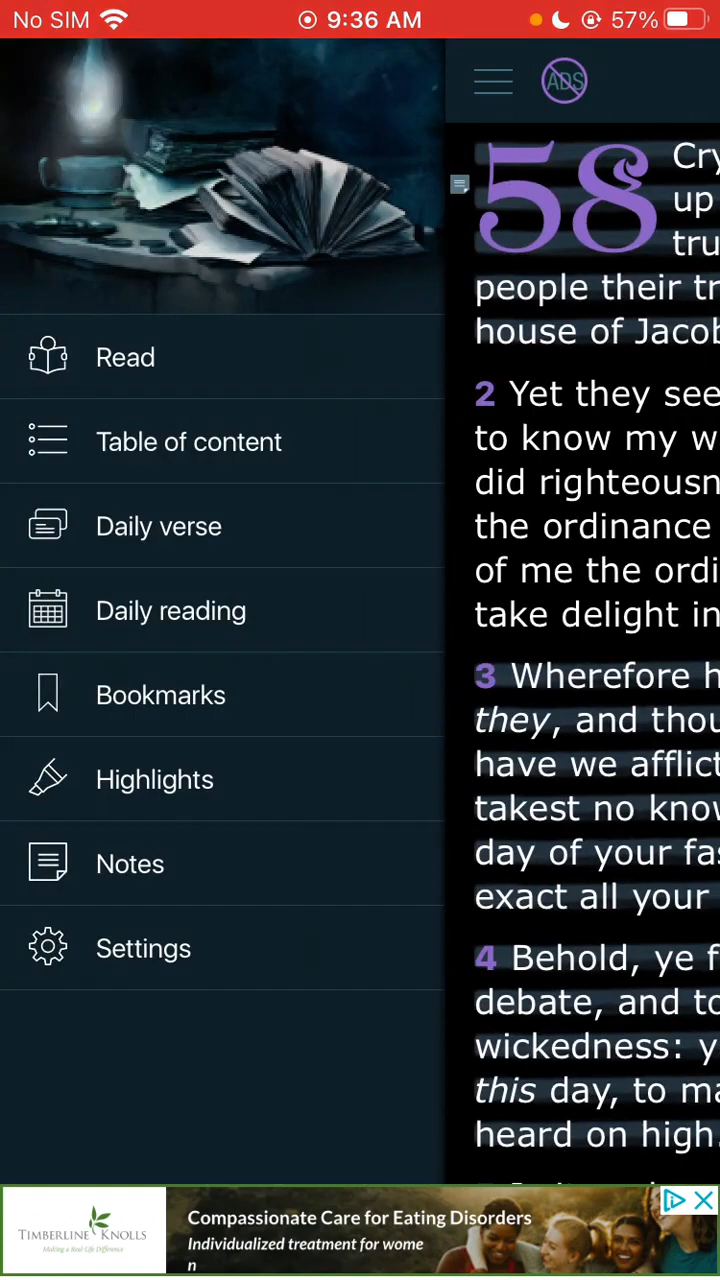 No SIM 9:36 AM 57%
ADS
Read
Table of content
Daily verse
Daily reading
Bookmarks
Highlights
Notes
Settings
58 Cry
up
tru
people their tr
house of Jacob
2 Yet they see
to know my w
did righteousn
the ordinance
of me the ordi
take delight in
3 Wherefore h
they, and thou
have we afflict
takest no know
day of your fas
exact all your
4 Behold, ye f
debate, and to
wickedness: y
this day, to ma
heard on high.
TIMBERLINE KNOLLS
Making a Real Life Difference
Compassionate Care for Eating Disorders
Individualized treatment for wome
n